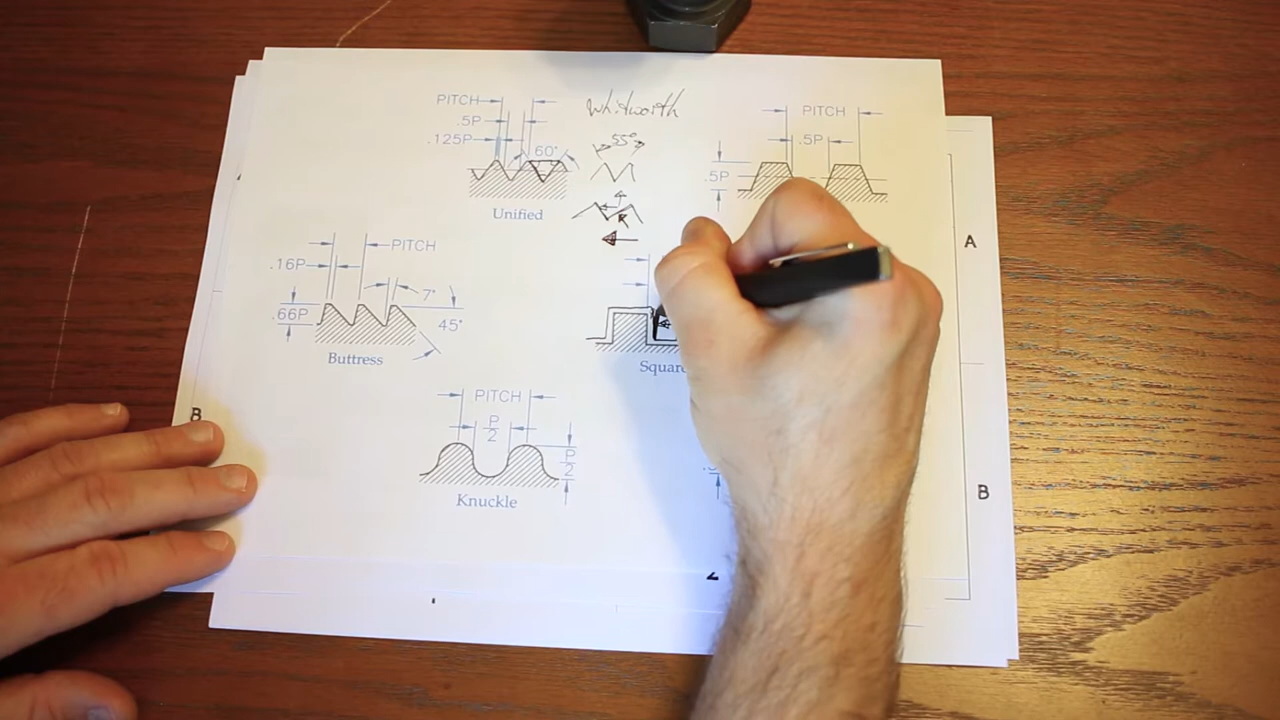 PITCH
.5P
.125P
60°
Unified
Whitworth
55°
PITCH
.5P
.5P
PITCH
.16P
7°
.66P
45°
Buttress
Square
PITCH
P
2
P
2
Knuckle
A
B
B